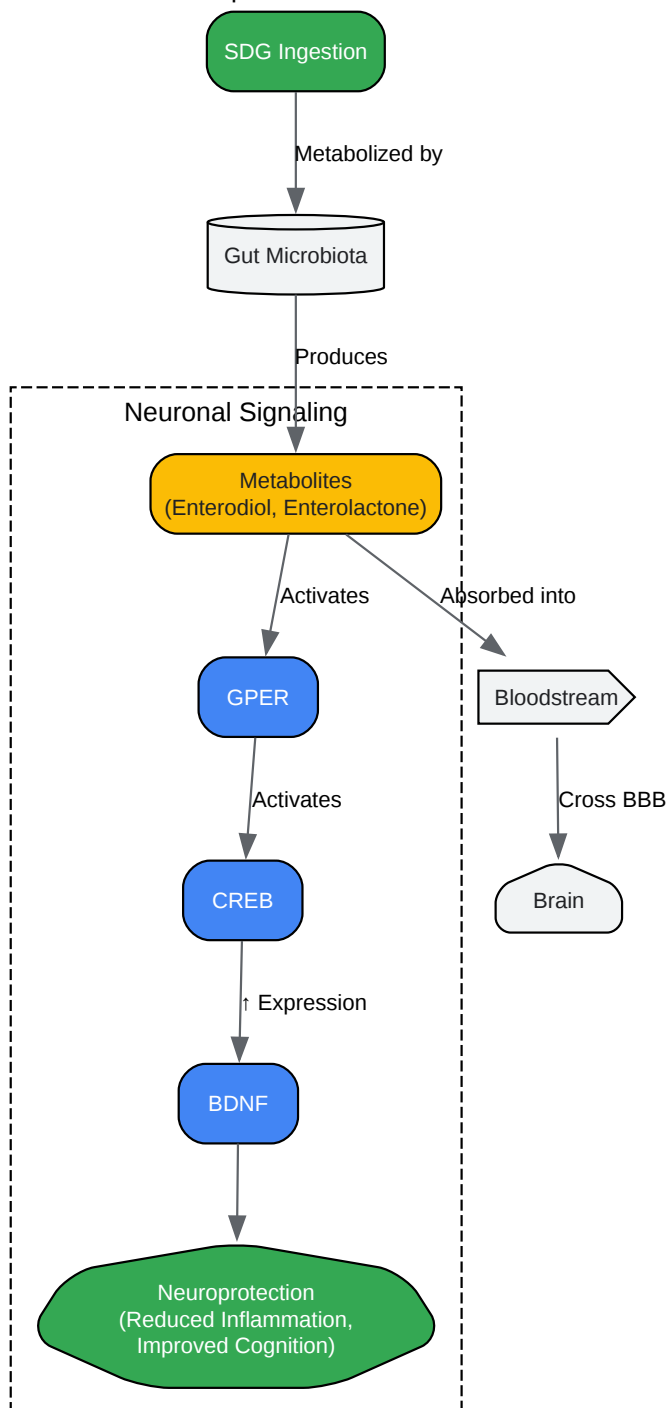 SDG Ingestion
Metabolized by
Gut Microbiota
Produces
Neuronal Signaling
Metabolites
(Enterodiol, Enterolactone)
Activates
Absorbed into
GPER
Bloodstream
Activates
Cross BBB
CREB
Brain
↑ Expression
BDNF
Neuroprotection
(Reduced Inflammation,
Improved Cognition)